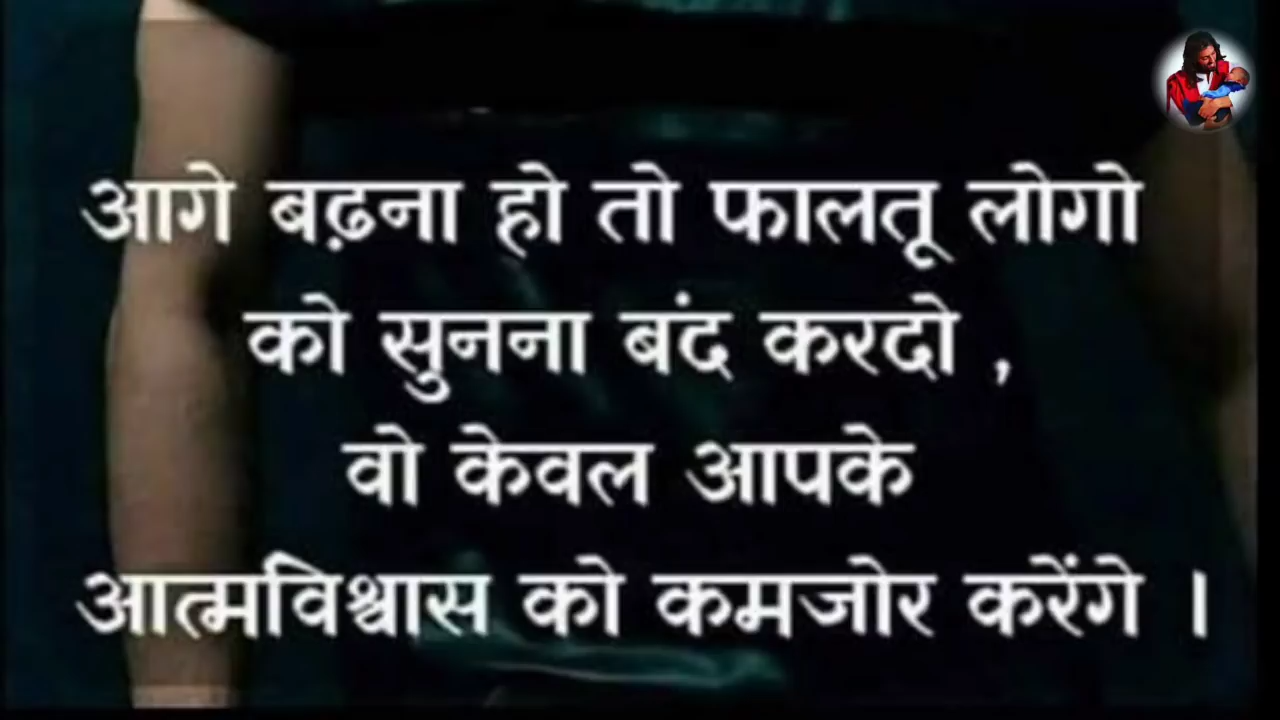 आगे बढ़ना हो तो फालतू लोगो
को सुनना बंद करदो ,
वो केवल आपके
आत्मविश्वास को कमजोर करेंगे ।